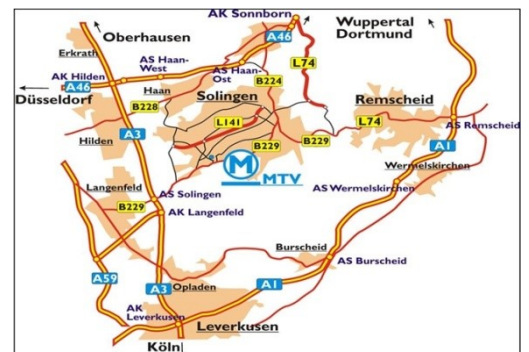 AK Sonnborn
Oberhausen
Wuppertal
Dortmund
Erkrath
AS Haan-
West
A46
AS Haan-
Ost
L74
AK Hilden
A46
Düsseldorf
Haan
B224
B228
Solingen
Remscheid
L141
L74
AS Remscheid
A3
Hilden
B229
B229
A1
M
MTV
Wermelskirchen
Langenfeld
AS Solingen
AS Wermelskirchen
B229
AK Langenfeld
Burscheid
AS Burscheid
A59
A3
Opladen
A1
AK
Leverkusen
Leverkusen
Köln